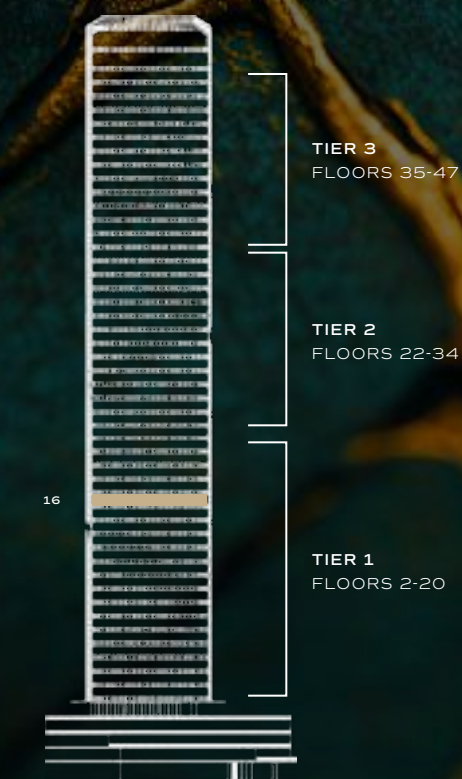 TIER 3
FLOORS 35-47
TIER 2
FLOORS 22-34
16
TIER 1
FLOORS 2-20